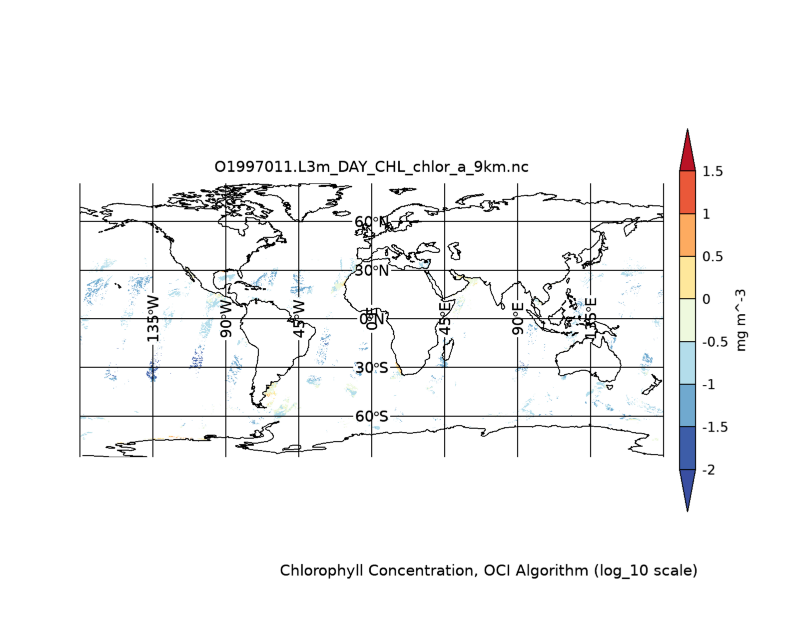 O1997011.L3m_DAY_CHL_chlor_a_9km.nc
1.5
1
0.5
0
-0.5
-1
-1.5
-2
mg m^-3
60°N
30°N
0°N
30°S
60°S
135°W
90°W
45°W
0°E
45°E
90°E
135°E
Chlorophyll Concentration, OCI Algorithm (log_10 scale)